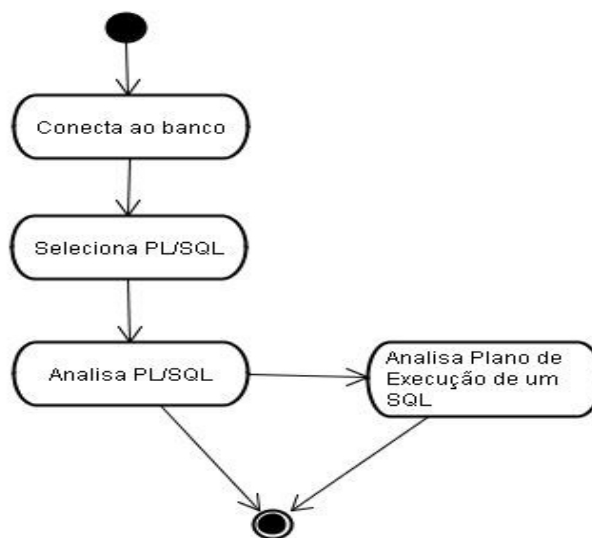 Conecta ao banco
Seleciona PL/SQL
Analisa PL/SQL
Analisa Plano de
Execução de um
SQL